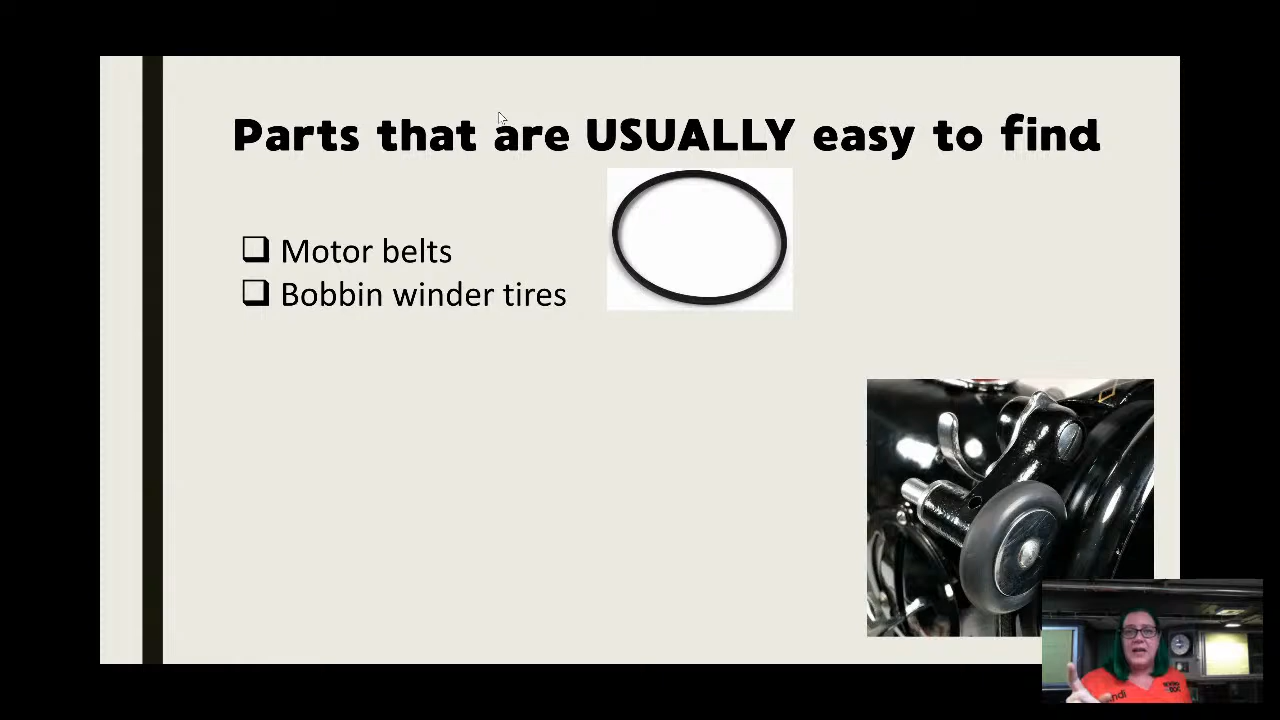 Parts that are USUALLY easy to find
Motor belts
Bobbin winder tires